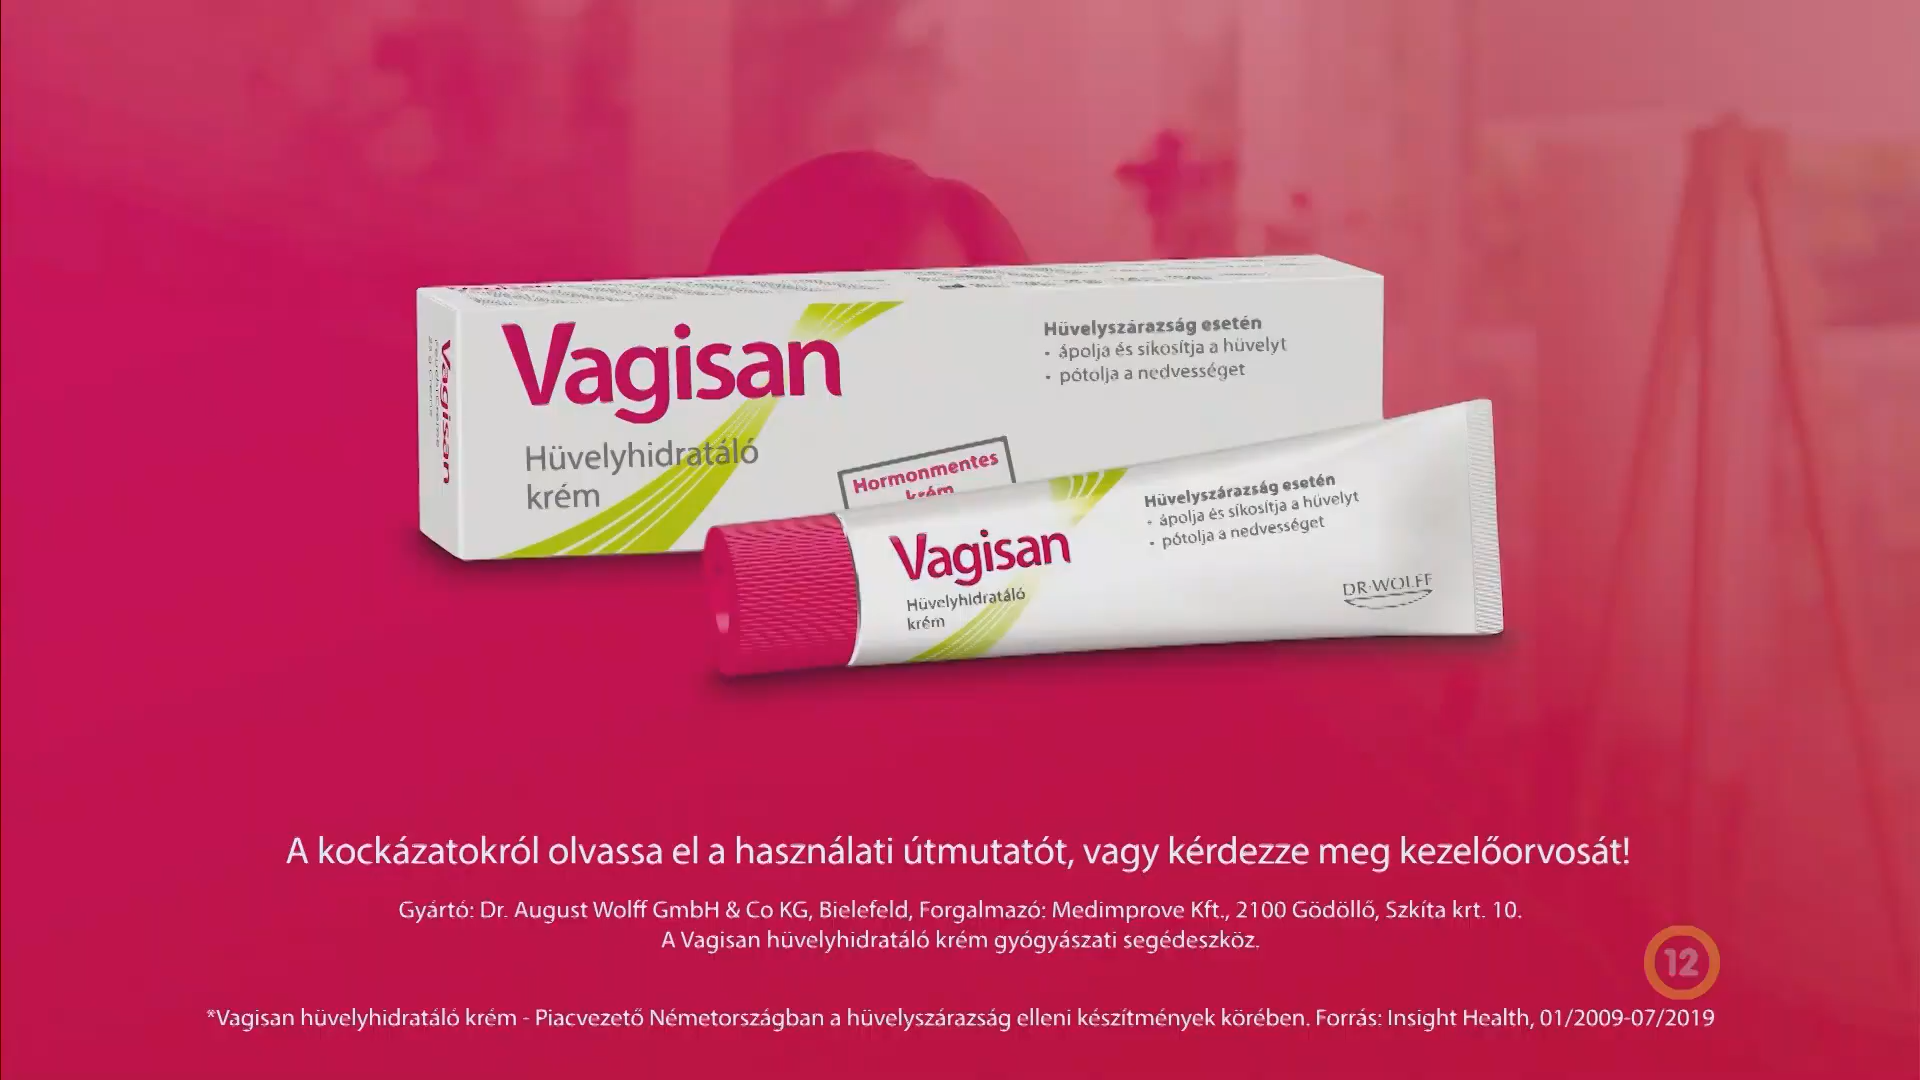 Vagisan
Hüvelyhidratáló
krém
Hüvelyszárazság esetén
• ápolja és síkosítja a hüvelyt
• pótolja a nedvességet
Hormonmentes
krém
Vagisan
Vagisan
Hüvelyhidratáló
krém
Hüvelyszárazság esetén
• ápolja és síkosítja a hüvelyt
• pótolja a nedvességet
DR·WOLFF
A kockázatokról olvassa el a használati útmutatót, vagy kérdezze meg kezelőorvosát!
Gyártó: Dr. August Wolff GmbH & Co KG, Bielefeld, Forgalmazó: Medimprove Kft., 2100 Gödöllő, Szkíta krt. 10.
A Vagisan hüvelyhidratáló krém gyógyászati segédeszköz.
12
*Vagisan hüvelyhidratáló krém - Piacvezető Németországban a hüvelyszárazság elleni készítmények körében. Forrás: Insight Health, 01/2009-07/2019